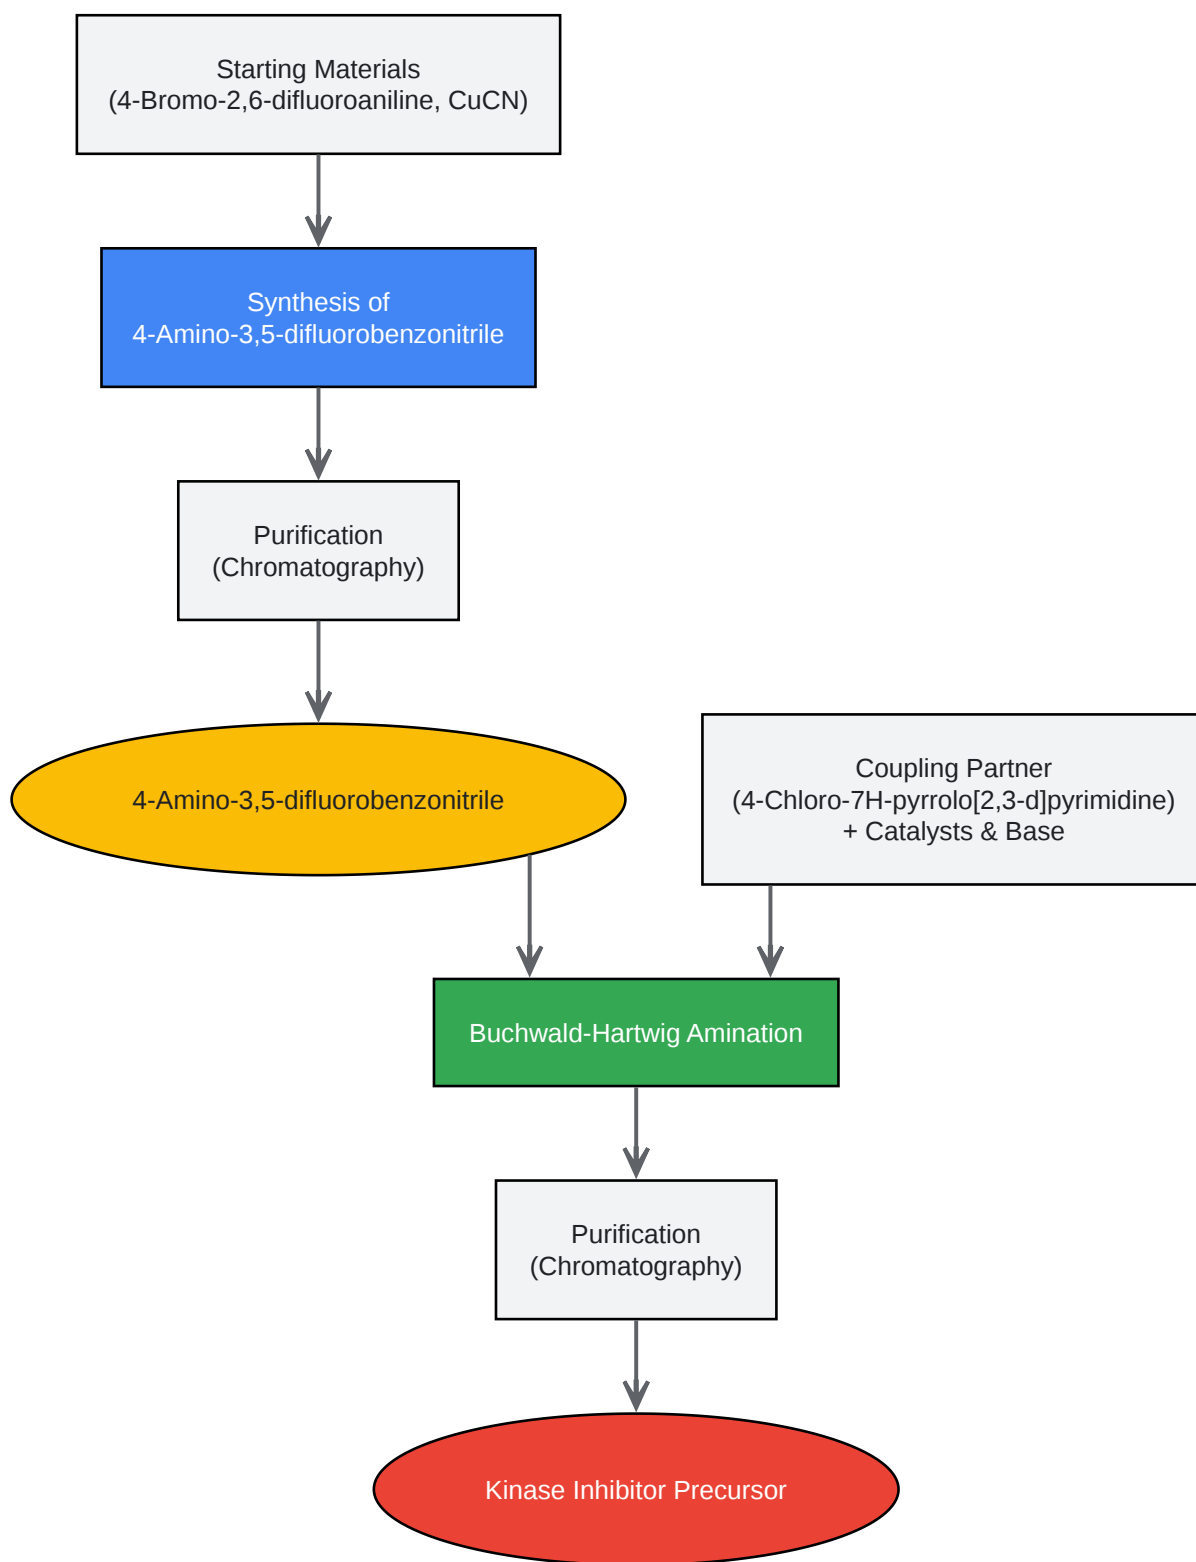 Starting Materials
(4-Bromo-2,6-difluoroaniline, CuCN)
Synthesis of
4-Amino-3,5-difluorobenzonitrile
Purification
(Chromatography)
4-Amino-3,5-difluorobenzonitrile
Coupling Partner
(4-Chloro-7H-pyrrolo[2,3-d]pyrimidine)
+ Catalysts & Base
Buchwald-Hartwig Amination
Purification
(Chromatography)
Kinase Inhibitor Precursor